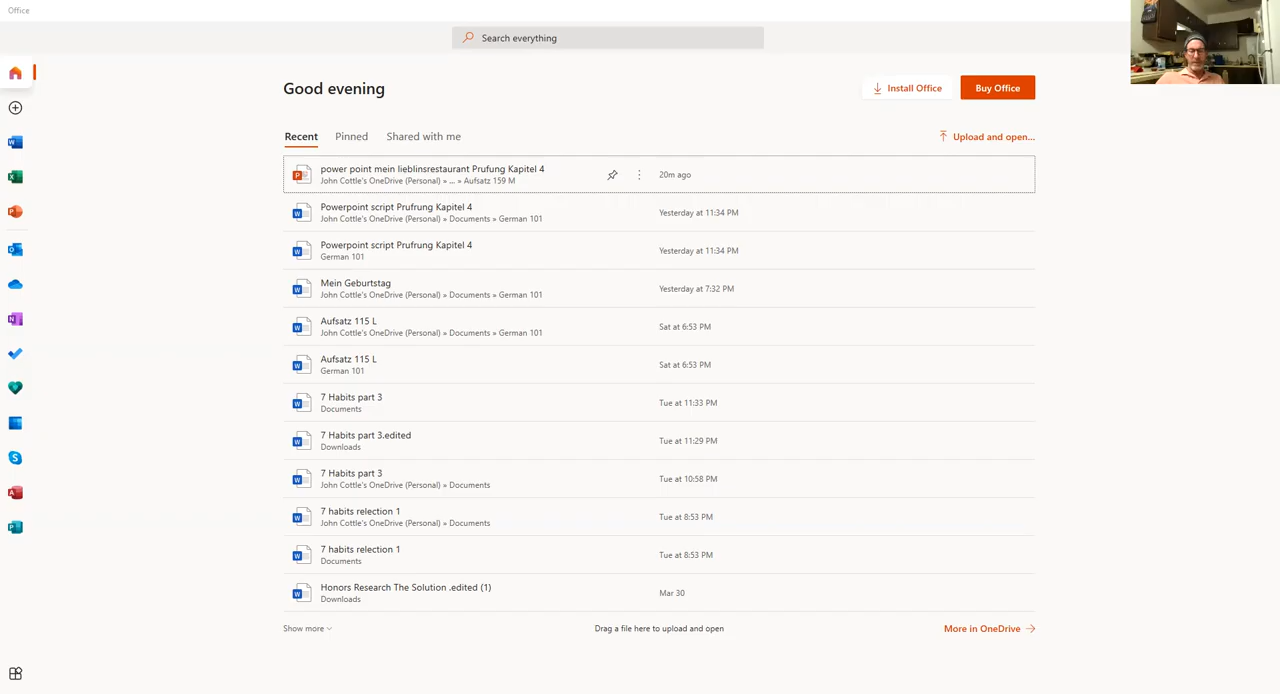 Office
Search everything
Good evening
Install Office
Buy Office
Recent
Pinned
Shared with me
Upload and open...
power point mein lieblinsrestaurant Prufung Kapitel 4
John Cottle's OneDrive (Personal) » ... » Aufsatz 159 M
20m ago
Powerpoint script Prufrung Kapitel 4
John Cottle's OneDrive (Personal) » Documents » German 101
Yesterday at 11:34 PM
Powerpoint script Prufrung Kapitel 4
German 101
Yesterday at 11:34 PM
Mein Geburtstag
John Cottle's OneDrive (Personal) » Documents » German 101
Yesterday at 7:32 PM
Aufsatz 115 L
John Cottle's OneDrive (Personal) » Documents » German 101
Sat at 6:53 PM
Aufsatz 115 L
German 101
Sat at 6:53 PM
7 Habits part 3
Documents
Tue at 11:33 PM
7 Habits part 3.edited
Downloads
Tue at 11:29 PM
7 Habits part 3
John Cottle's OneDrive (Personal) » Documents
Tue at 10:58 PM
7 habits relection 1
John Cottle's OneDrive (Personal) » Documents
Tue at 8:53 PM
7 habits relection 1
Documents
Tue at 8:53 PM
Honors Research The Solution .edited (1)
Downloads
Mar 30
Show more
Drag a file here to upload and open
More in OneDrive